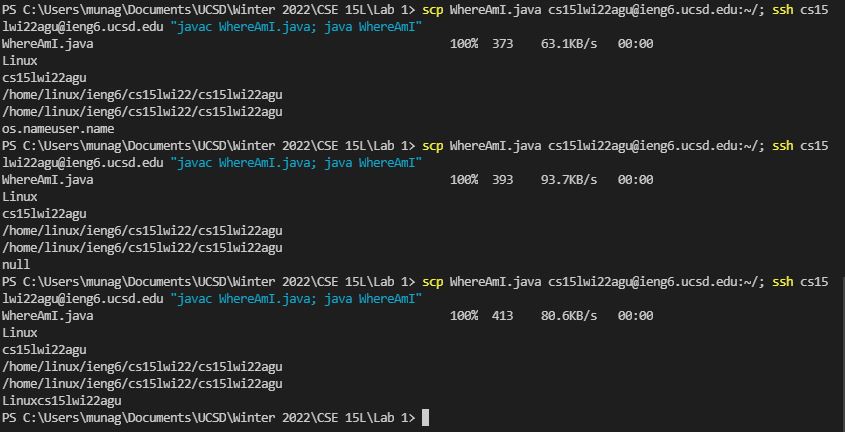 PS C:\Users\munag\Documents\UCSD\Winter 2022\CSE 15L\Lab 1> scp WhereAmI.java cs15lwi22agu@ieng6.ucsd.edu:~/; ssh cs15
lwi22agu@ieng6.ucsd.edu "javac WhereAmI.java; java WhereAmI"
WhereAmI.java 100% 373 63.1KB/s 00:00
Linux
cs15lwi22agu
/home/linux/ieng6/cs15lwi22/cs15lwi22agu
/home/linux/ieng6/cs15lwi22/cs15lwi22agu
os.nameuser.name
PS C:\Users\munag\Documents\UCSD\Winter 2022\CSE 15L\Lab 1> scp WhereAmI.java cs15lwi22agu@ieng6.ucsd.edu:~/; ssh cs15
lwi22agu@ieng6.ucsd.edu "javac WhereAmI.java; java WhereAmI"
WhereAmI.java 100% 393 93.7KB/s 00:00
Linux
cs15lwi22agu
/home/linux/ieng6/cs15lwi22/cs15lwi22agu
/home/linux/ieng6/cs15lwi22/cs15lwi22agu
null
PS C:\Users\munag\Documents\UCSD\Winter 2022\CSE 15L\Lab 1> scp WhereAmI.java cs15lwi22agu@ieng6.ucsd.edu:~/; ssh cs15
lwi22agu@ieng6.ucsd.edu "javac WhereAmI.java; java WhereAmI"
WhereAmI.java 100% 413 80.6KB/s 00:00
Linux
cs15lwi22agu
/home/linux/ieng6/cs15lwi22/cs15lwi22agu
/home/linux/ieng6/cs15lwi22/cs15lwi22agu
Linuxcs15lwi22agu
PS C:\Users\munag\Documents\UCSD\Winter 2022\CSE 15L\Lab 1>